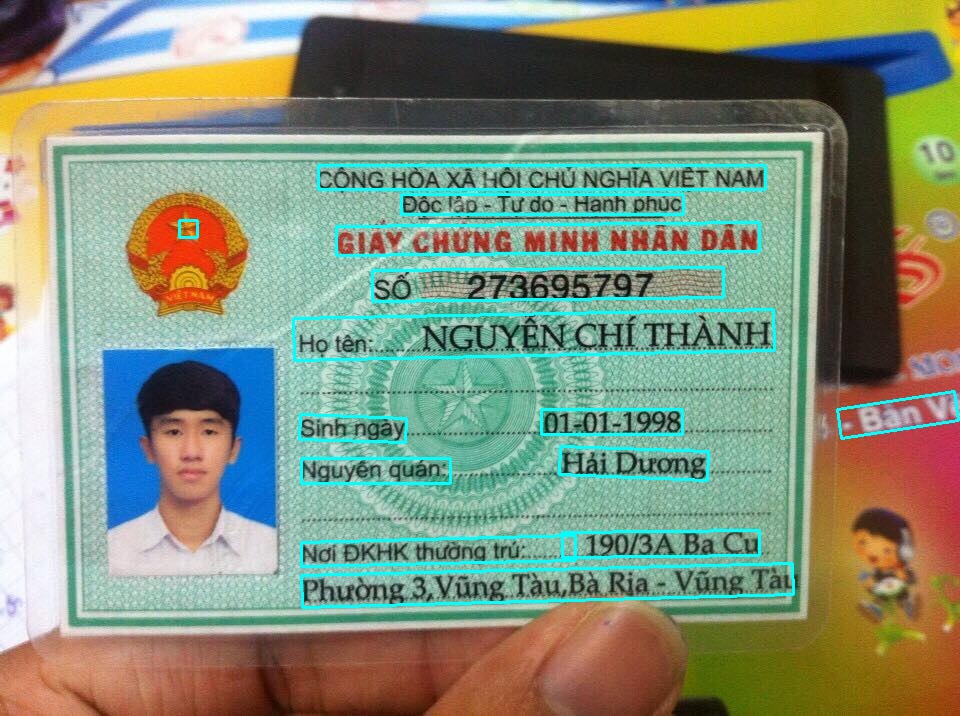 CỘNG HÒA XÃ HỘI CHỦ NGHĨA VIỆT NAM
Độc lập - Tự do - Hạnh phúc
GIẤY CHỨNG MINH NHÂN DÂN
SỐ 273695797
VIỆT NAM
Họ tên: NGUYỄN CHÍ THÀNH
Sinh ngày 01-01-1998
Nguyên quán: Hải Dương
Nơi ĐKHK thường trú: 190/3A Ba Cu
Phường 3,Vũng Tàu,Bà Rịa - Vũng Tàu
10
- Bản